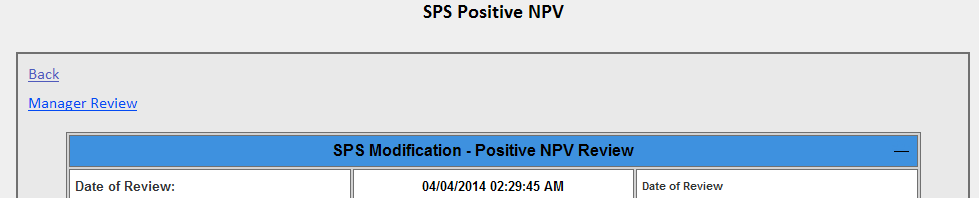 SPS Positive NPV
Back
Manager Review
SPS Modification - Positive NPV Review —
Date of Review: 04/04/2014 02:29:45 AM Date of Review